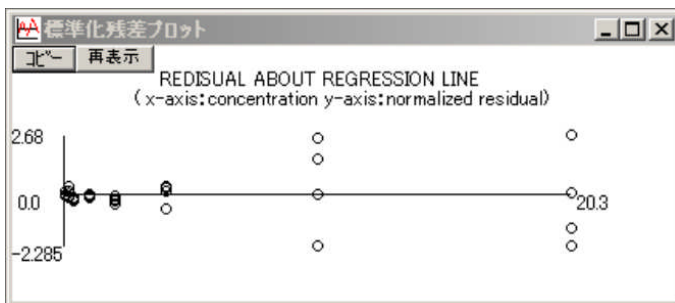 標準化残差プロット
コピー 再表示
REDISUAL ABOUT REGRESSION LINE
(x-axis:concentration y-axis:normalized residual)
2.68
0.0
20.3
-2.285